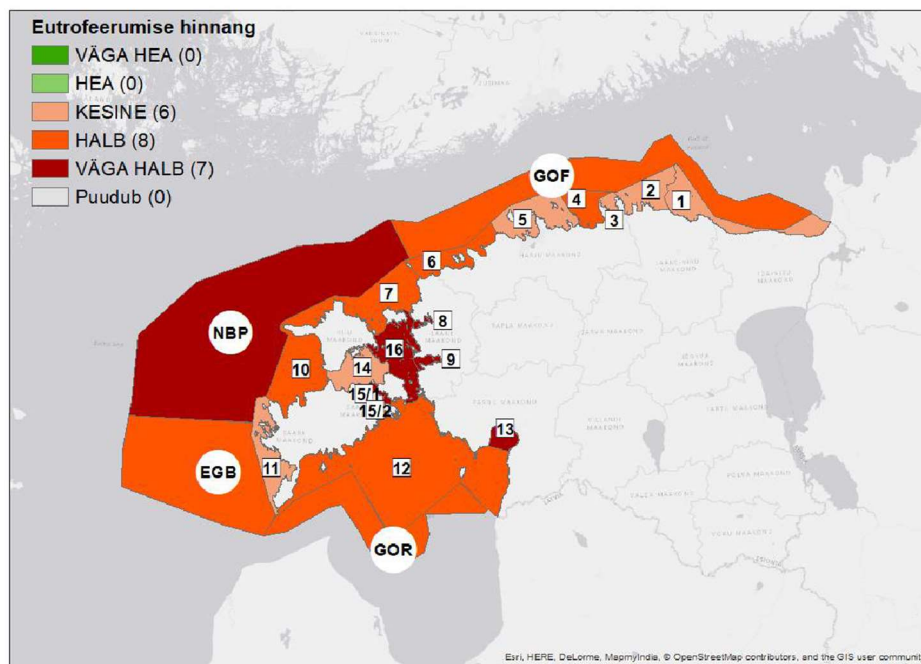 Eutrofeerumise hinnang
VÄGA HEA (0)
HEA (0)
KESINE (6)
HALB (8)
VÄGA HALB (7)
Puudub (0)
GOF
2
1
4
3
5
6
7
8
NBP
16
9
14
10
15/1
15/2
13
11
12
EGB
GOR
Esri, HERE, DeLorme, MapmyIndia, © OpenStreetMap contributors, and the GIS user communit